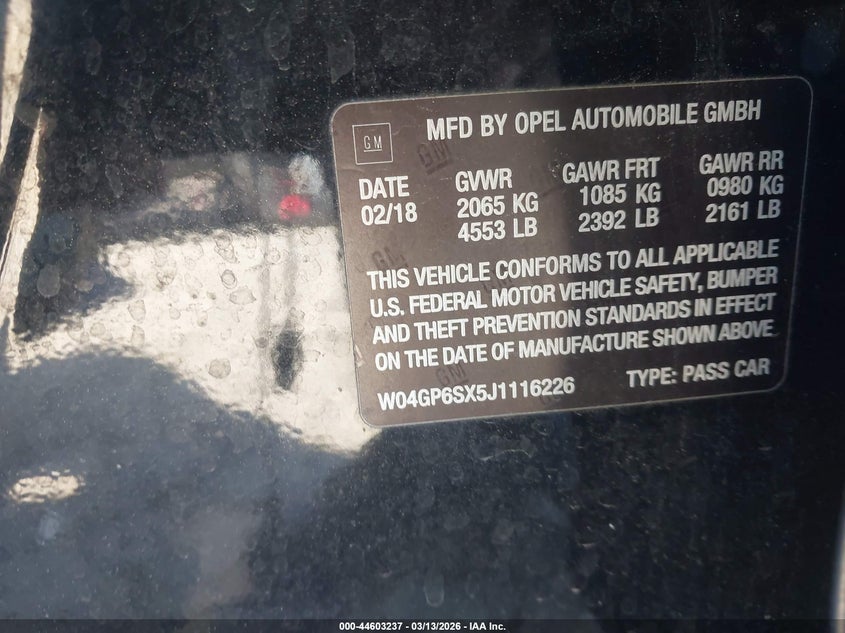 GM
MFD BY OPEL AUTOMOBILE GMBH
DATE GVWR GAWR FRT GAWR RR
02/18 2065 KG 1085 KG 0980 KG
4553 LB 2392 LB 2161 LB
THIS VEHICLE CONFORMS TO ALL APPLICABLE
U.S. FEDERAL MOTOR VEHICLE SAFETY, BUMPER
AND THEFT PREVENTION STANDARDS IN EFFECT
ON THE DATE OF MANUFACTURE SHOWN ABOVE
W04GP6SX5J1116226 TYPE: PASS CAR
000-44603237 - 03/13/2026 - IAA Inc.